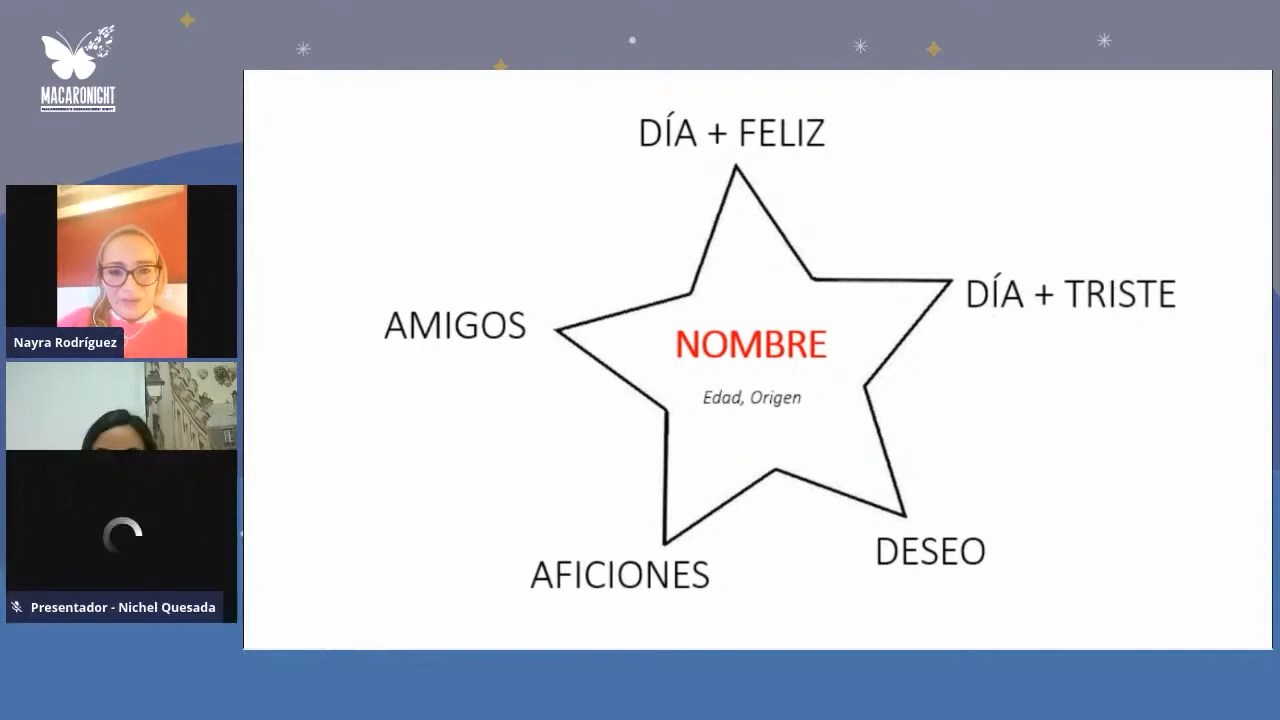 MACARONIGHT
MACARONESIA'S RESEARCHERS' NIGHT
Nayra Rodríguez
Presentador - Nichel Quesada
DÍA + FELIZ
DÍA + TRISTE
AMIGOS
NOMBRE
Edad, Origen
DESEO
AFICIONES